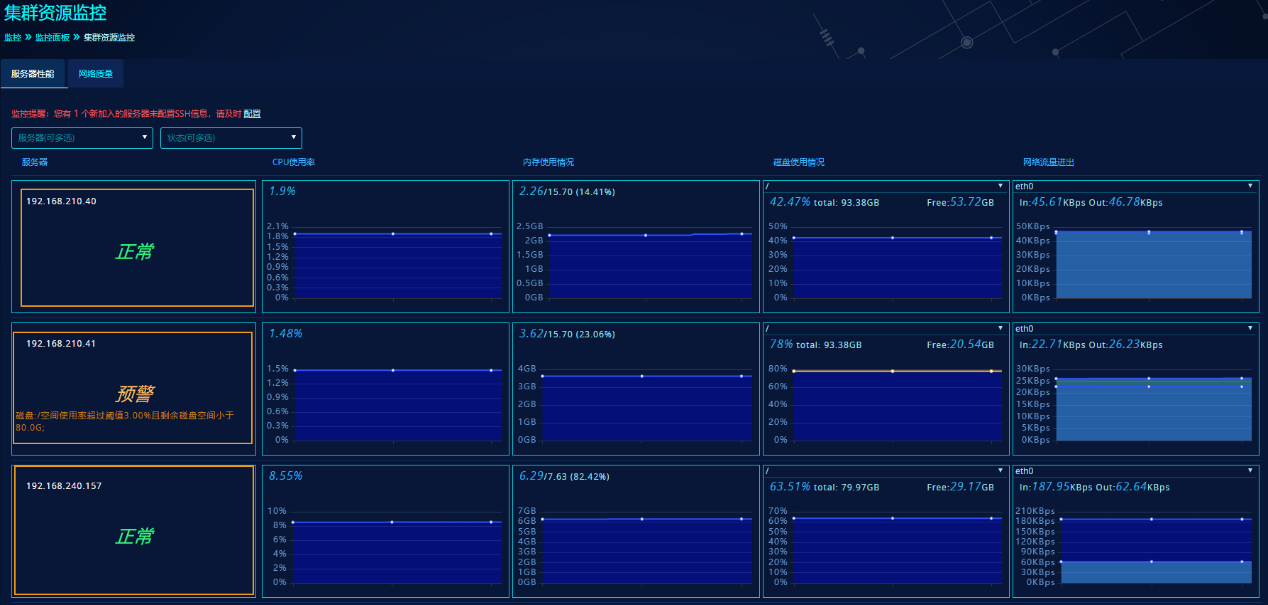 集群资源监控
监控 » 监控面板 » 集群资源监控
服务器性能 网络质量
监控提醒：您有 1 个新加入的服务器未配置SSH信息，请及时 配置
服务器(可多选) 状态(可多选)
服务器 CPU使用率 内存使用情况 磁盘使用情况 网络流量进出
192.168.210.40
正常
1.9%
2.1%
1.8%
1.5%
1.2%
0.9%
0.6%
0.3%
0%
2.26/15.70 (14.41%)
2.5GB
2GB
1.5GB
1GB
0.5GB
0GB
/
42.47% total: 93.38GB Free:53.72GB
50%
40%
30%
20%
10%
0%
eth0
In:45.61KBps Out:46.78KBps
50KBps
40KBps
30KBps
20KBps
10KBps
0KBps
192.168.210.41
预警
磁盘:/空间使用率超过阈值3.00%且剩余磁盘空间小于
80.0G;
1.48%
1.5%
1.2%
0.9%
0.6%
0.3%
0%
3.62/15.70 (23.06%)
4GB
3GB
2GB
1GB
0GB
/
78% total: 93.38GB Free:20.54GB
80%
60%
40%
20%
0%
eth0
In:22.71KBps Out:26.23KBps
30KBps
25KBps
20KBps
15KBps
10KBps
5KBps
0KBps
192.168.240.157
正常
8.55%
10%
8%
6%
4%
2%
0%
6.29/7.63 (82.42%)
7GB
6GB
5GB
4GB
3GB
2GB
1GB
0GB
/
63.51% total: 79.97GB Free:29.17GB
70%
60%
50%
40%
30%
20%
10%
0%
eth0
In:187.95KBps Out:62.64KBps
210KBps
180KBps
150KBps
120KBps
90KBps
60KBps
30KBps
0KBps